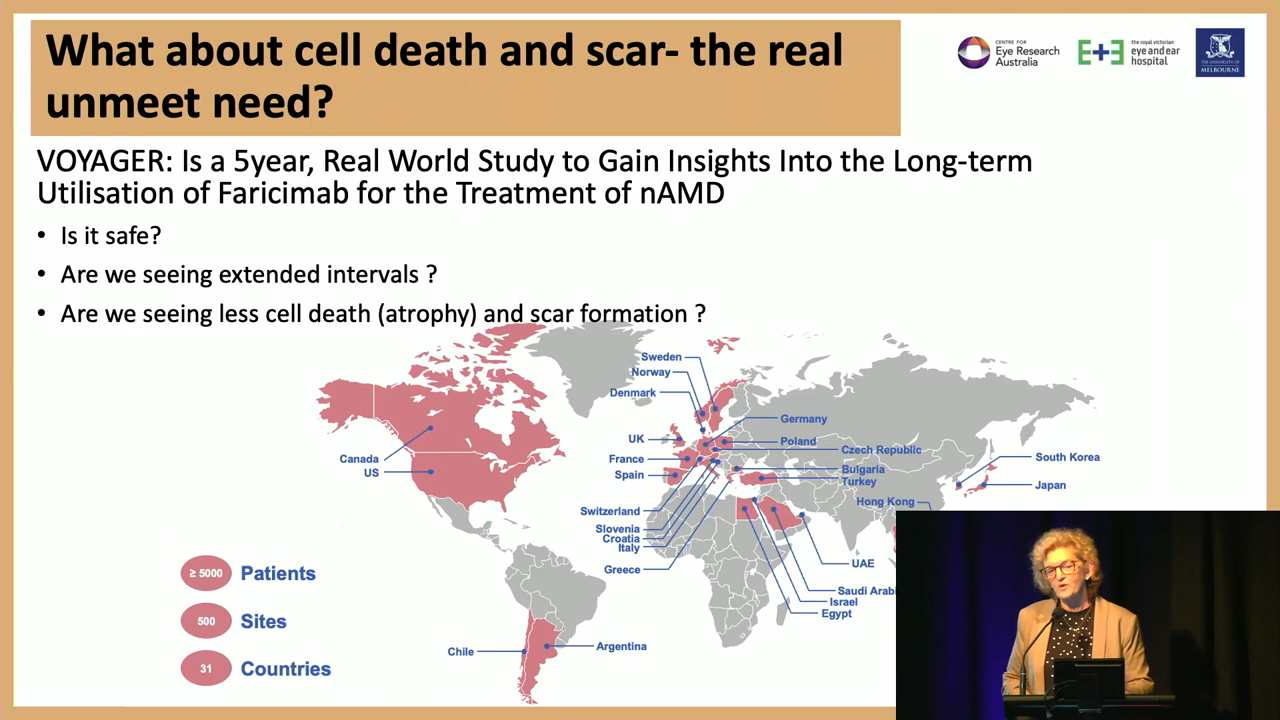 What about cell death and scar- the real
unmeet need?
CENTRE FOR
Eye Research
Australia
the royal victorian
eye and ear
hospital
THE UNIVERSITY OF
MELBOURNE
VOYAGER: Is a 5year, Real World Study to Gain Insights Into the Long-term
Utilisation of Faricimab for the Treatment of nAMD
• Is it safe?
• Are we seeing extended intervals ?
• Are we seeing less cell death (atrophy) and scar formation ?
Sweden
Norway
Denmark
Germany
UK
Poland
Czech Republic
Canada
France
South Korea
US
Spain
Bulgaria
Turkey
Japan
Hong Kong
Switzerland
Slovenia
Croatia
Italy
Greece
UAE
Saudi Arabi
Israel
Egypt
Chile
Argentina
≥ 5000 Patients
500 Sites
31 Countries